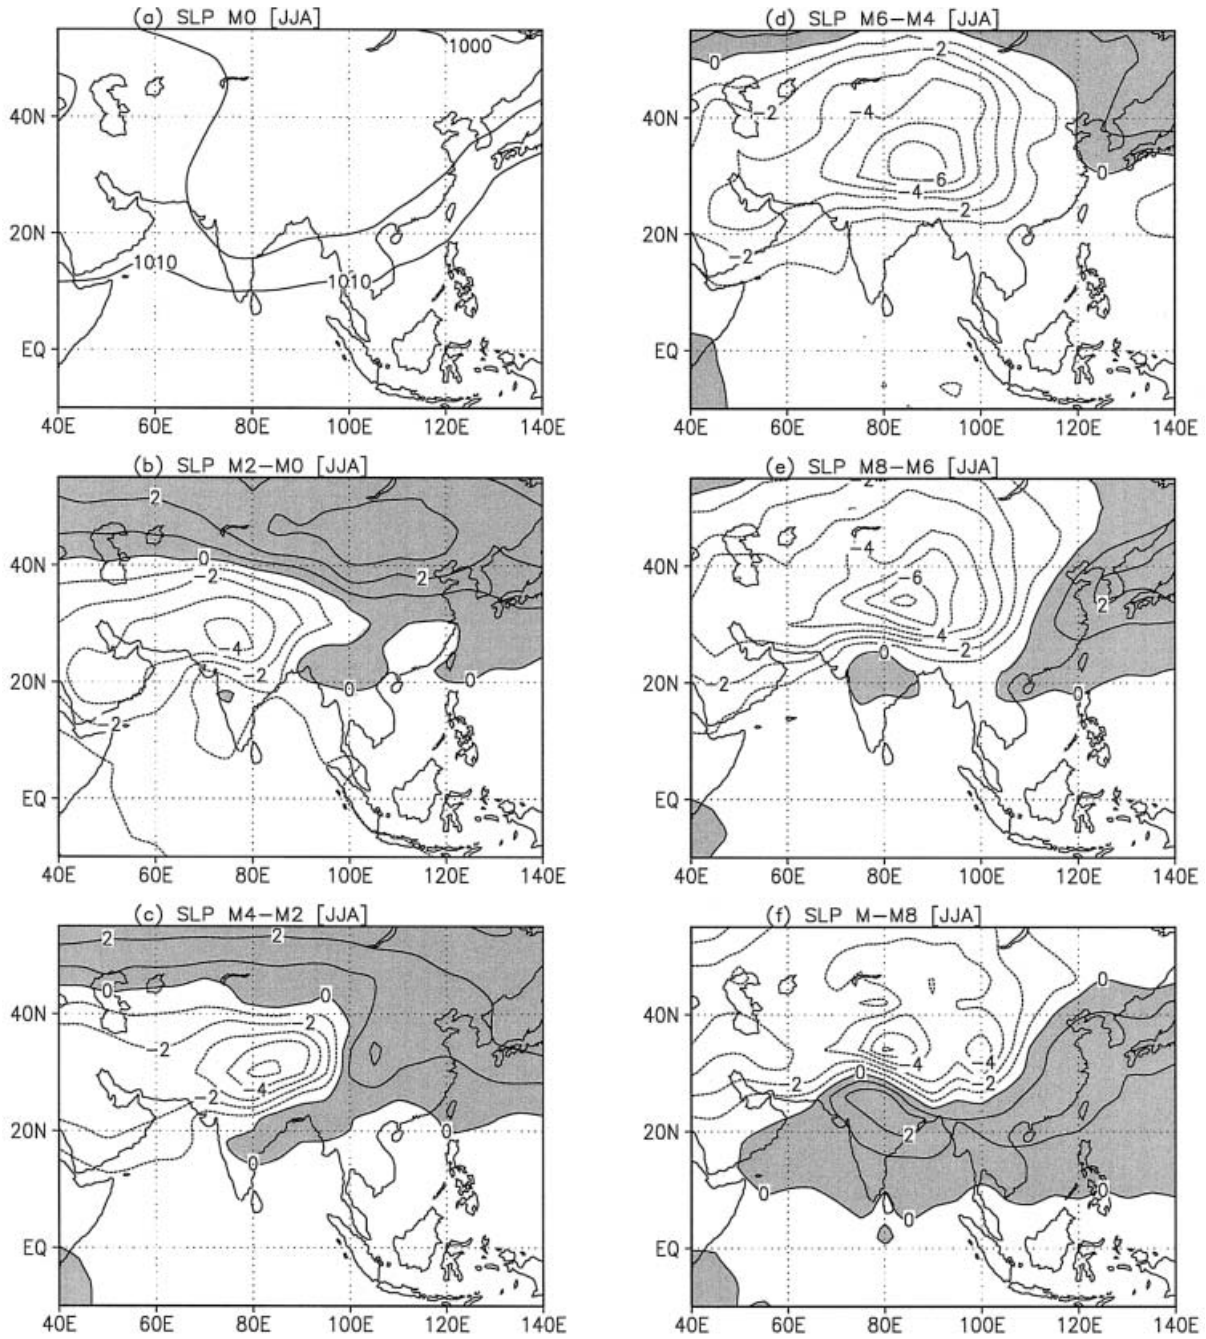 (a) SLP M0 [JJA]
1000
40N
20N
1010
1010
EQ
40E 60E 80E 100E 120E 140E
(b) SLP M2−M0 [JJA]
2
0
2
40N
−2
−4
−2
20N
0
0
−2
EQ
40E 60E 80E 100E 120E 140E
(c) SLP M4−M2 [JJA]
2
2
0
0
40N
−2
−2
−4
−2
20N
0
0
EQ
40E 60E 80E 100E 120E 140E
(d) SLP M6−M4 [JJA]
0
−2
−2
−4
40N
−6
−4
0
−2
20N
−2
EQ
40E 60E 80E 100E 120E 140E
(e) SLP M8−M6 [JJA]
−2
−4
40N
−6
2
−4
−2
0
20N
−2
0
EQ
40E 60E 80E 100E 120E 140E
(f) SLP M−M8 [JJA]
0
40N
−4
−4
0
−2
−2
20N
2
0
0
0
EQ
40E 60E 80E 100E 120E 140E